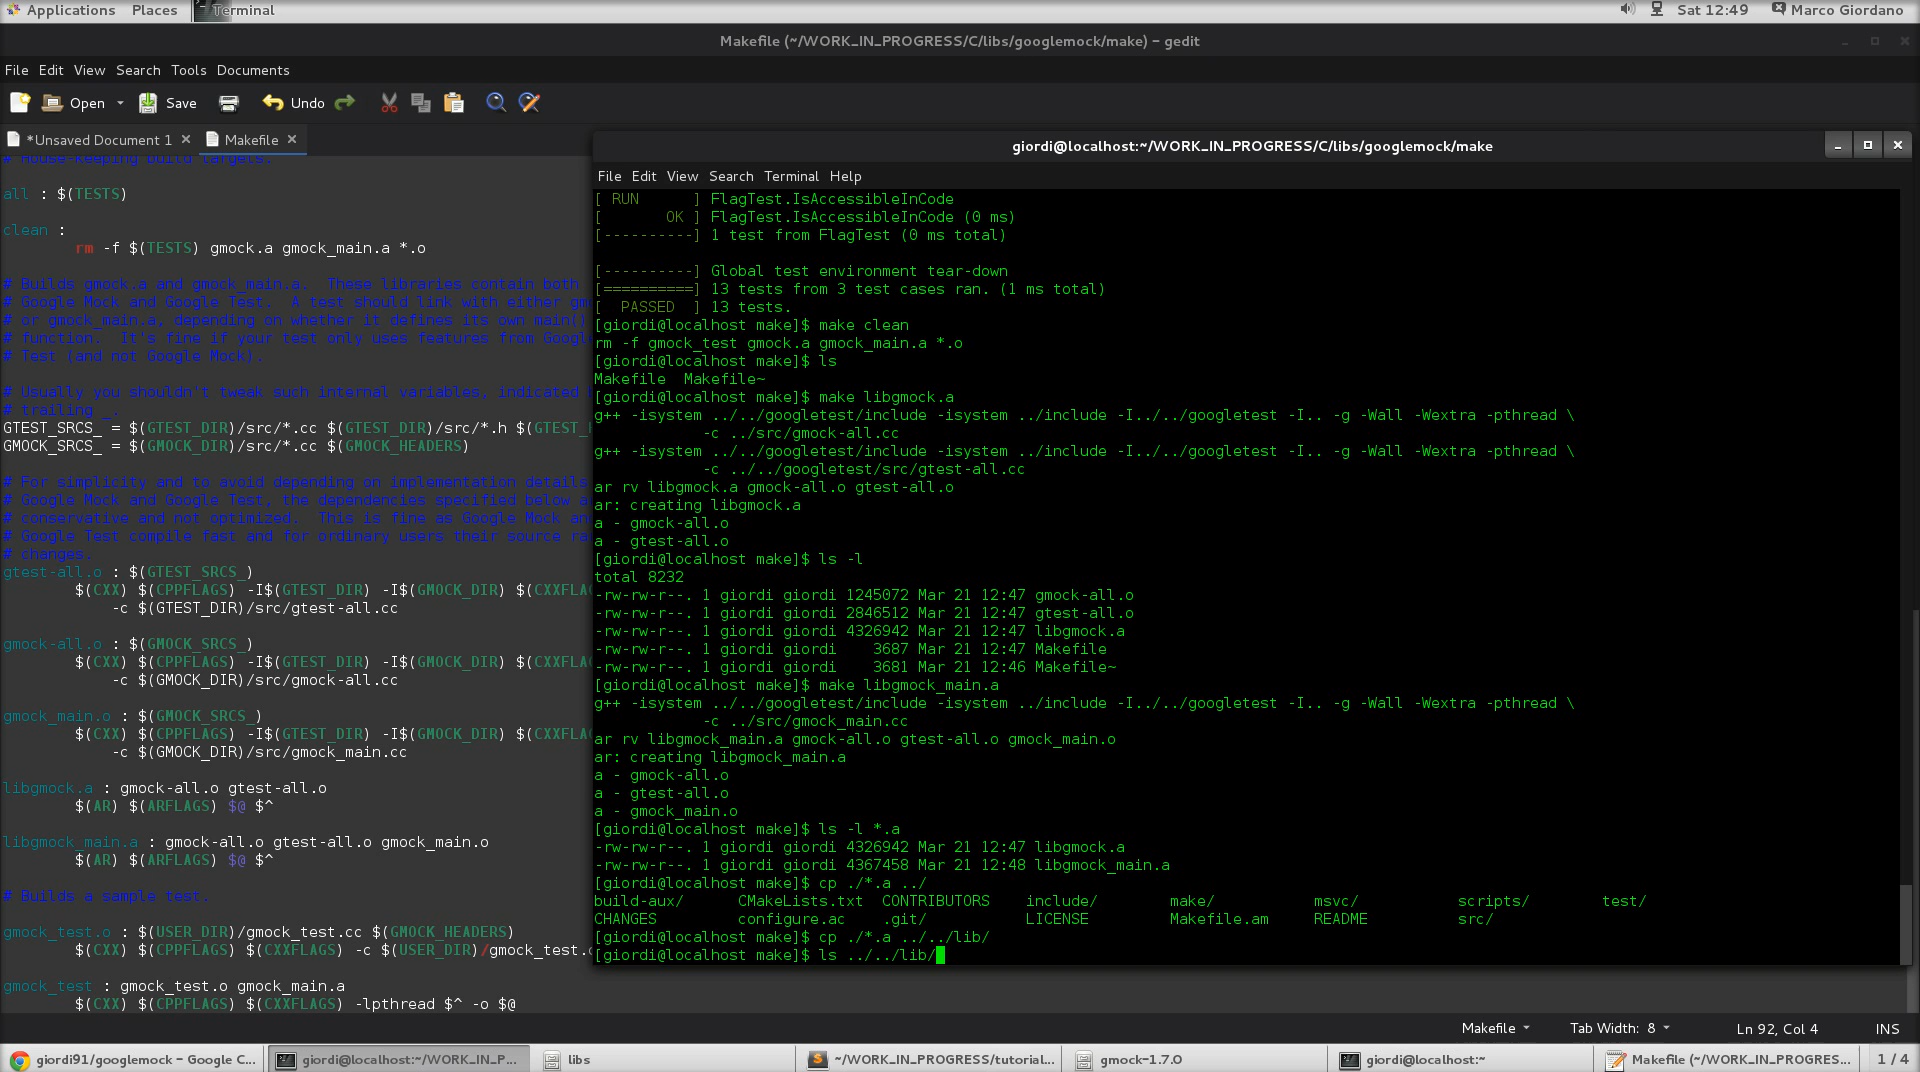 Applications Places Terminal Sat 12:49 Marco Giordano
Makefile (~/WORK_IN_PROGRESS/C/libs/googlemock/make) - gedit
File Edit View Search Tools Documents
Open Save Undo
*Unsaved Document 1 Makefile
# House-keeping build targets.
all : $(TESTS)
clean :
rm -f $(TESTS) gmock.a gmock_main.a *.o
# Builds gmock.a and gmock_main.a.  These libraries contain both
# Google Mock and Google Test.  A test should link with either gm
# or gmock_main.a, depending on whether it defines its own main()
# function.  It's fine if your test only uses features from Googl
# Test (and not Google Mock).
# Usually you shouldn't tweak such internal variables, indicated
# trailing _.
GTEST_SRCS_ = $(GTEST_DIR)/src/*.cc $(GTEST_DIR)/src/*.h $(GTEST_
GMOCK_SRCS_ = $(GMOCK_DIR)/src/*.cc $(GMOCK_HEADERS)
# For simplicity and to avoid depending on implementation details
# Google Mock and Google Test, the dependencies specified below a
# conservative and not optimized.  This is fine as Google Mock an
# Google Test compile fast and for ordinary users their source ra
# changes.
gtest-all.o : $(GTEST_SRCS_)
$(CXX) $(CPPFLAGS) -I$(GTEST_DIR) -I$(GMOCK_DIR) $(CXXFLA
-c $(GTEST_DIR)/src/gtest-all.cc
gmock-all.o : $(GMOCK_SRCS_)
$(CXX) $(CPPFLAGS) -I$(GTEST_DIR) -I$(GMOCK_DIR) $(CXXFLA
-c $(GMOCK_DIR)/src/gmock-all.cc
gmock_main.o : $(GMOCK_SRCS_)
$(CXX) $(CPPFLAGS) -I$(GTEST_DIR) -I$(GMOCK_DIR) $(CXXFLA
-c $(GMOCK_DIR)/src/gmock_main.cc
libgmock.a : gmock-all.o gtest-all.o
$(AR) $(ARFLAGS) $@ $^
libgmock_main.a : gmock-all.o gtest-all.o gmock_main.o
$(AR) $(ARFLAGS) $@ $^
# Builds a sample test.
gmock_test.o : $(USER_DIR)/gmock_test.cc $(GMOCK_HEADERS)
$(CXX) $(CPPFLAGS) $(CXXFLAGS) -c $(USER_DIR)/gmock_test.c
gmock_test : gmock_test.o gmock_main.a
$(CXX) $(CPPFLAGS) $(CXXFLAGS) -lpthread $^ -o $@
giordi@localhost:~/WORK_IN_PROGRESS/C/libs/googlemock/make
File Edit View Search Terminal Help
[ RUN      ] FlagTest.IsAccessibleInCode
[       OK ] FlagTest.IsAccessibleInCode (0 ms)
[----------] 1 test from FlagTest (0 ms total)
[----------] Global test environment tear-down
[==========] 13 tests from 3 test cases ran. (1 ms total)
[  PASSED  ] 13 tests.
[giordi@localhost make]$ make clean
rm -f gmock_test gmock.a gmock_main.a *.o
[giordi@localhost make]$ ls
Makefile  Makefile~
[giordi@localhost make]$ make libgmock.a
g++ -isystem ../../googletest/include -isystem ../include -I../../googletest -I.. -g -Wall -Wextra -pthread \
-c ../src/gmock-all.cc
g++ -isystem ../../googletest/include -isystem ../include -I../../googletest -I.. -g -Wall -Wextra -pthread \
-c ../../googletest/src/gtest-all.cc
ar rv libgmock.a gmock-all.o gtest-all.o
ar: creating libgmock.a
a - gmock-all.o
a - gtest-all.o
[giordi@localhost make]$ ls -l
total 8232
-rw-rw-r--. 1 giordi giordi 1245072 Mar 21 12:47 gmock-all.o
-rw-rw-r--. 1 giordi giordi 2846512 Mar 21 12:47 gtest-all.o
-rw-rw-r--. 1 giordi giordi 4326942 Mar 21 12:47 libgmock.a
-rw-rw-r--. 1 giordi giordi    3687 Mar 21 12:47 Makefile
-rw-rw-r--. 1 giordi giordi    3681 Mar 21 12:46 Makefile~
[giordi@localhost make]$ make libgmock_main.a
g++ -isystem ../../googletest/include -isystem ../include -I../../googletest -I.. -g -Wall -Wextra -pthread \
-c ../src/gmock_main.cc
ar rv libgmock_main.a gmock-all.o gtest-all.o gmock_main.o
ar: creating libgmock_main.a
a - gmock-all.o
a - gtest-all.o
a - gmock_main.o
[giordi@localhost make]$ ls -l *.a
-rw-rw-r--. 1 giordi giordi 4326942 Mar 21 12:47 libgmock.a
-rw-rw-r--. 1 giordi giordi 4367458 Mar 21 12:48 libgmock_main.a
[giordi@localhost make]$ cp ./*.a ../
build-aux/      CMakeLists.txt  CONTRIBUTORS    include/        make/           msvc/           scripts/        test/
CHANGES         configure.ac    .git/           LICENSE         Makefile.am     README          src/
[giordi@localhost make]$ cp ./*.a ../../lib/
[giordi@localhost make]$ ls ../../lib/
Makefile Tab Width: 8 Ln 92, Col 4 INS
giordi91/googlemock - Google C... giordi@localhost:~/WORK_IN_P... libs ~/WORK_IN_PROGRESS/tutorial... gmock-1.7.0 giordi@localhost:~ Makefile (~/WORK_IN_PROGRES... 1 / 4